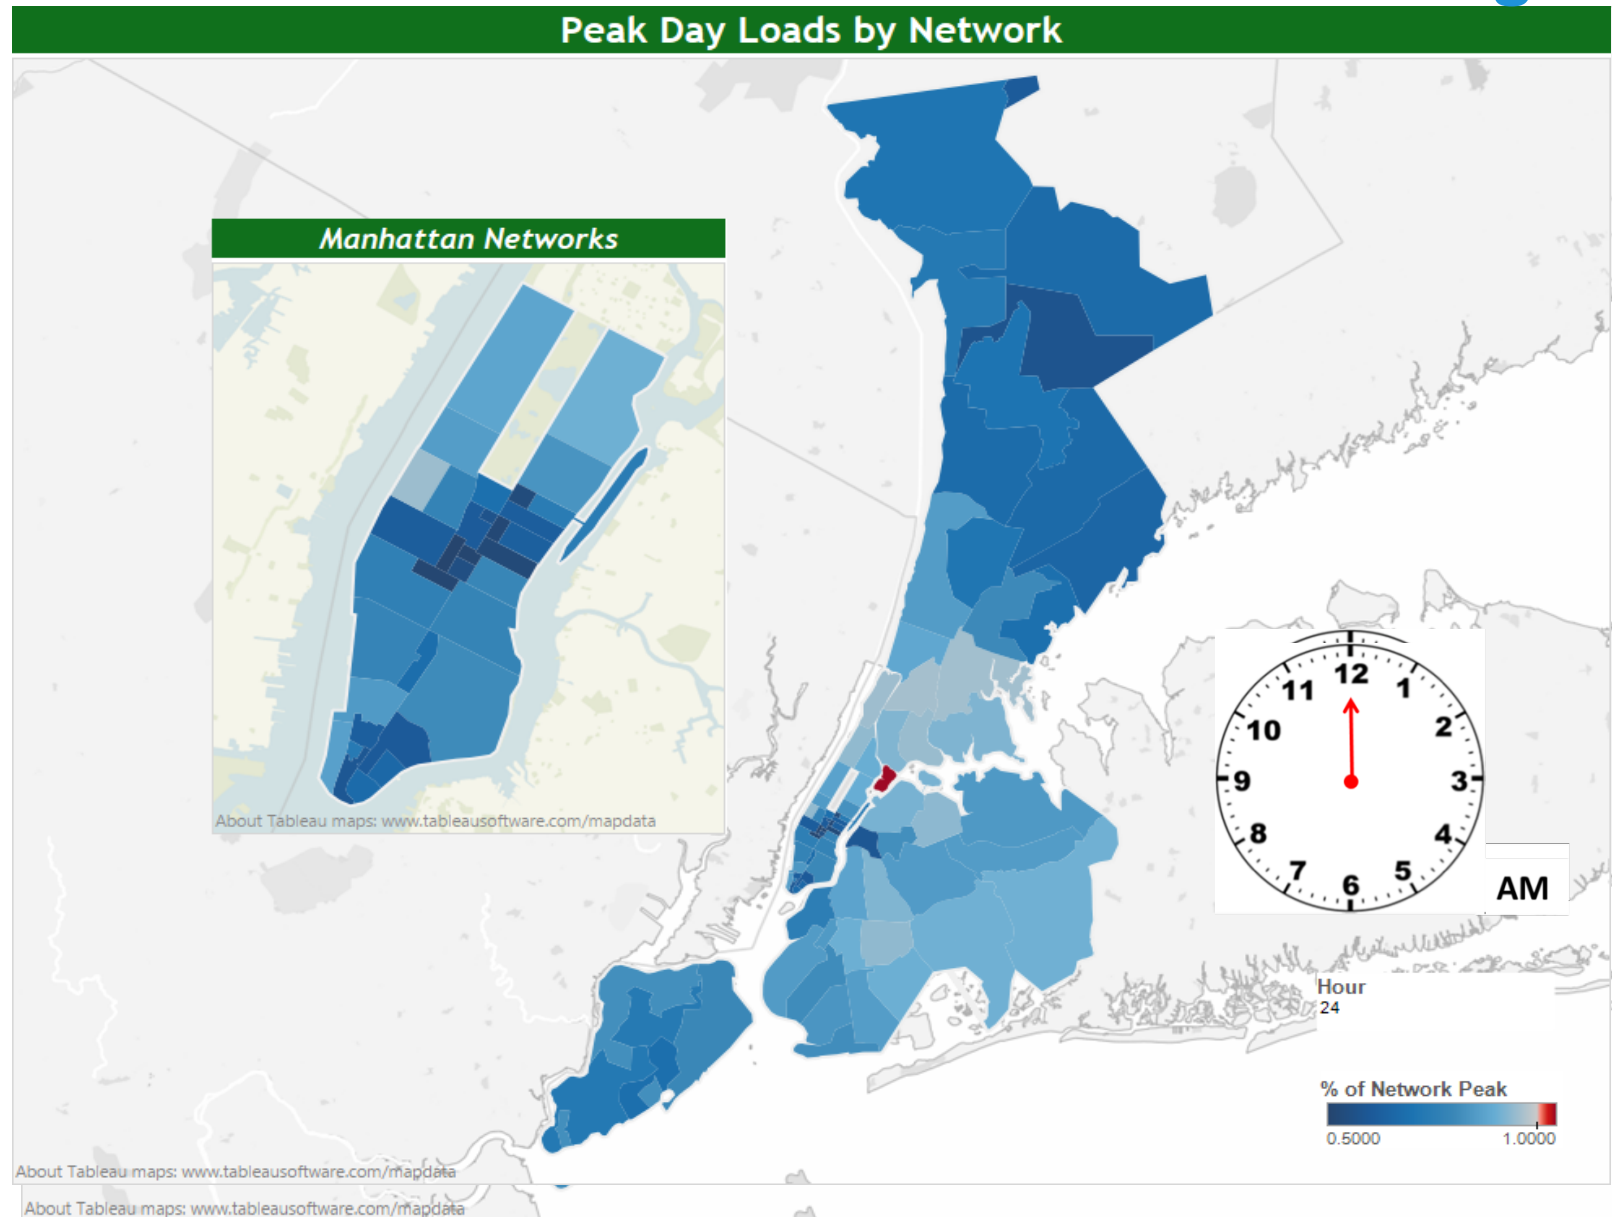 Peak Day Loads by Network
Manhattan Networks
About Tableau maps: www.tableausoftware.com/mapdata
12
1
2
3
4
5
6
7
8
9
10
11
AM
Hour
24
% of Network Peak
0.5000 1.0000
About Tableau maps: www.tableausoftware.com/mapdata
About Tableau maps: www.tableausoftware.com/mapdata